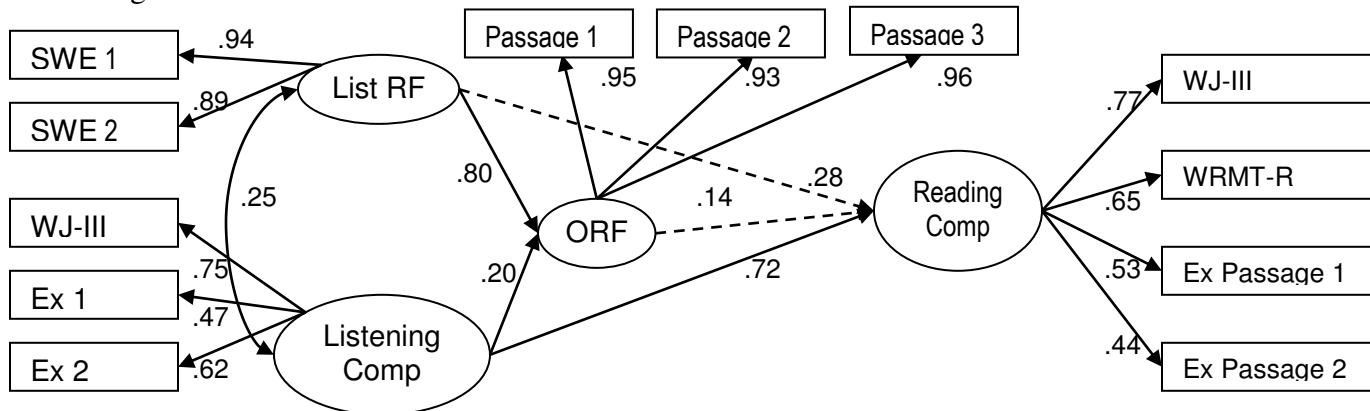 SWE 1
SWE 2
WJ-III
Ex 1
Ex 2
.94
.89
.25
.75
.47
.62
List RF
Listening
Comp
.80
.20
Passage 1
Passage 2
Passage 3
.95
.93
.96
ORF
.28
.14
.72
Reading
Comp
.77
.65
.53
.44
WJ-III
WRMT-R
Ex Passage 1
Ex Passage 2